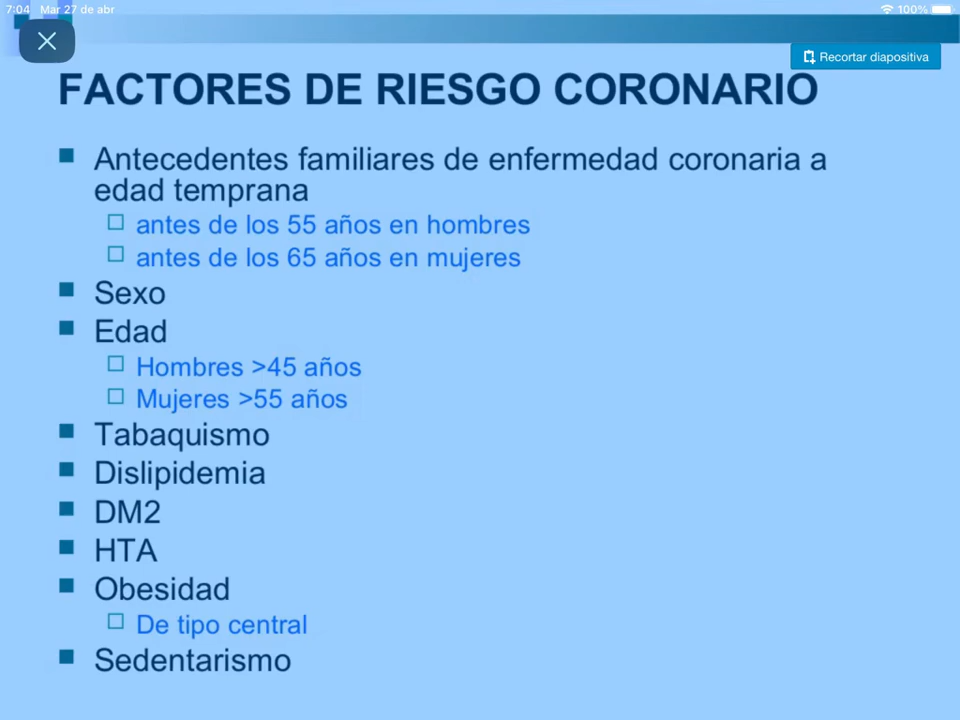 7:04 Mar 27 de abr
100%
Recortar diapositiva
FACTORES DE RIESGO CORONARIO
Antecedentes familiares de enfermedad coronaria a
edad temprana
antes de los 55 años en hombres
antes de los 65 años en mujeres
Sexo
Edad
Hombres >45 años
Mujeres >55 años
Tabaquismo
Dislipidemia
DM2
HTA
Obesidad
De tipo central
Sedentarismo